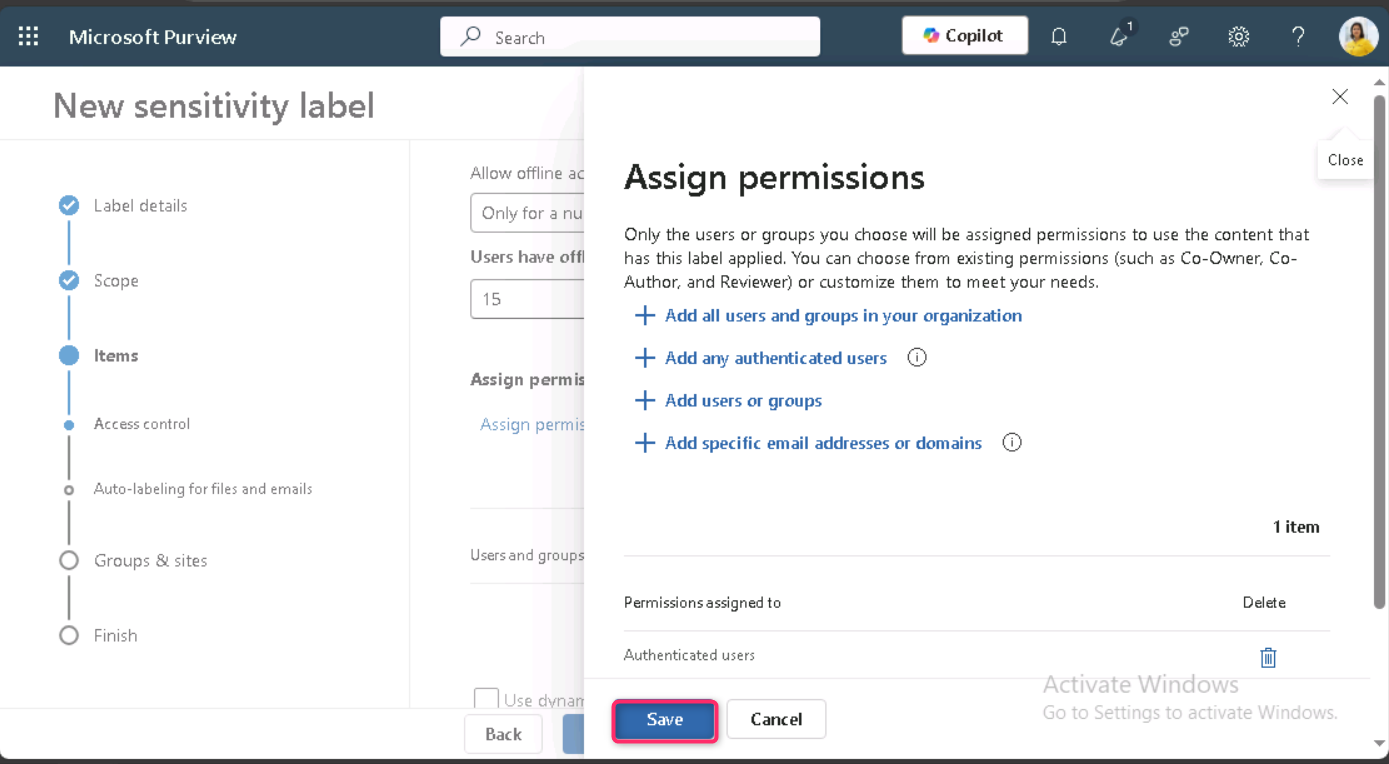 Microsoft Purview
Search
Copilot
1
New sensitivity label
Close
Label details
Scope
Items
Access control
Auto-labeling for files and emails
Groups & sites
Finish
Allow offline ac
Only for a nu
Users have offl
15
Assign permis
Assign permis
Users and groups
Use dynam
Back
Assign permissions
Only the users or groups you choose will be assigned permissions to use the content that
has this label applied. You can choose from existing permissions (such as Co-Owner, Co-
Author, and Reviewer) or customize them to meet your needs.
Add all users and groups in your organization
Add any authenticated users
Add users or groups
Add specific email addresses or domains
1 item
Permissions assigned to Delete
Authenticated users
Save Cancel
Activate Windows
Go to Settings to activate Windows.